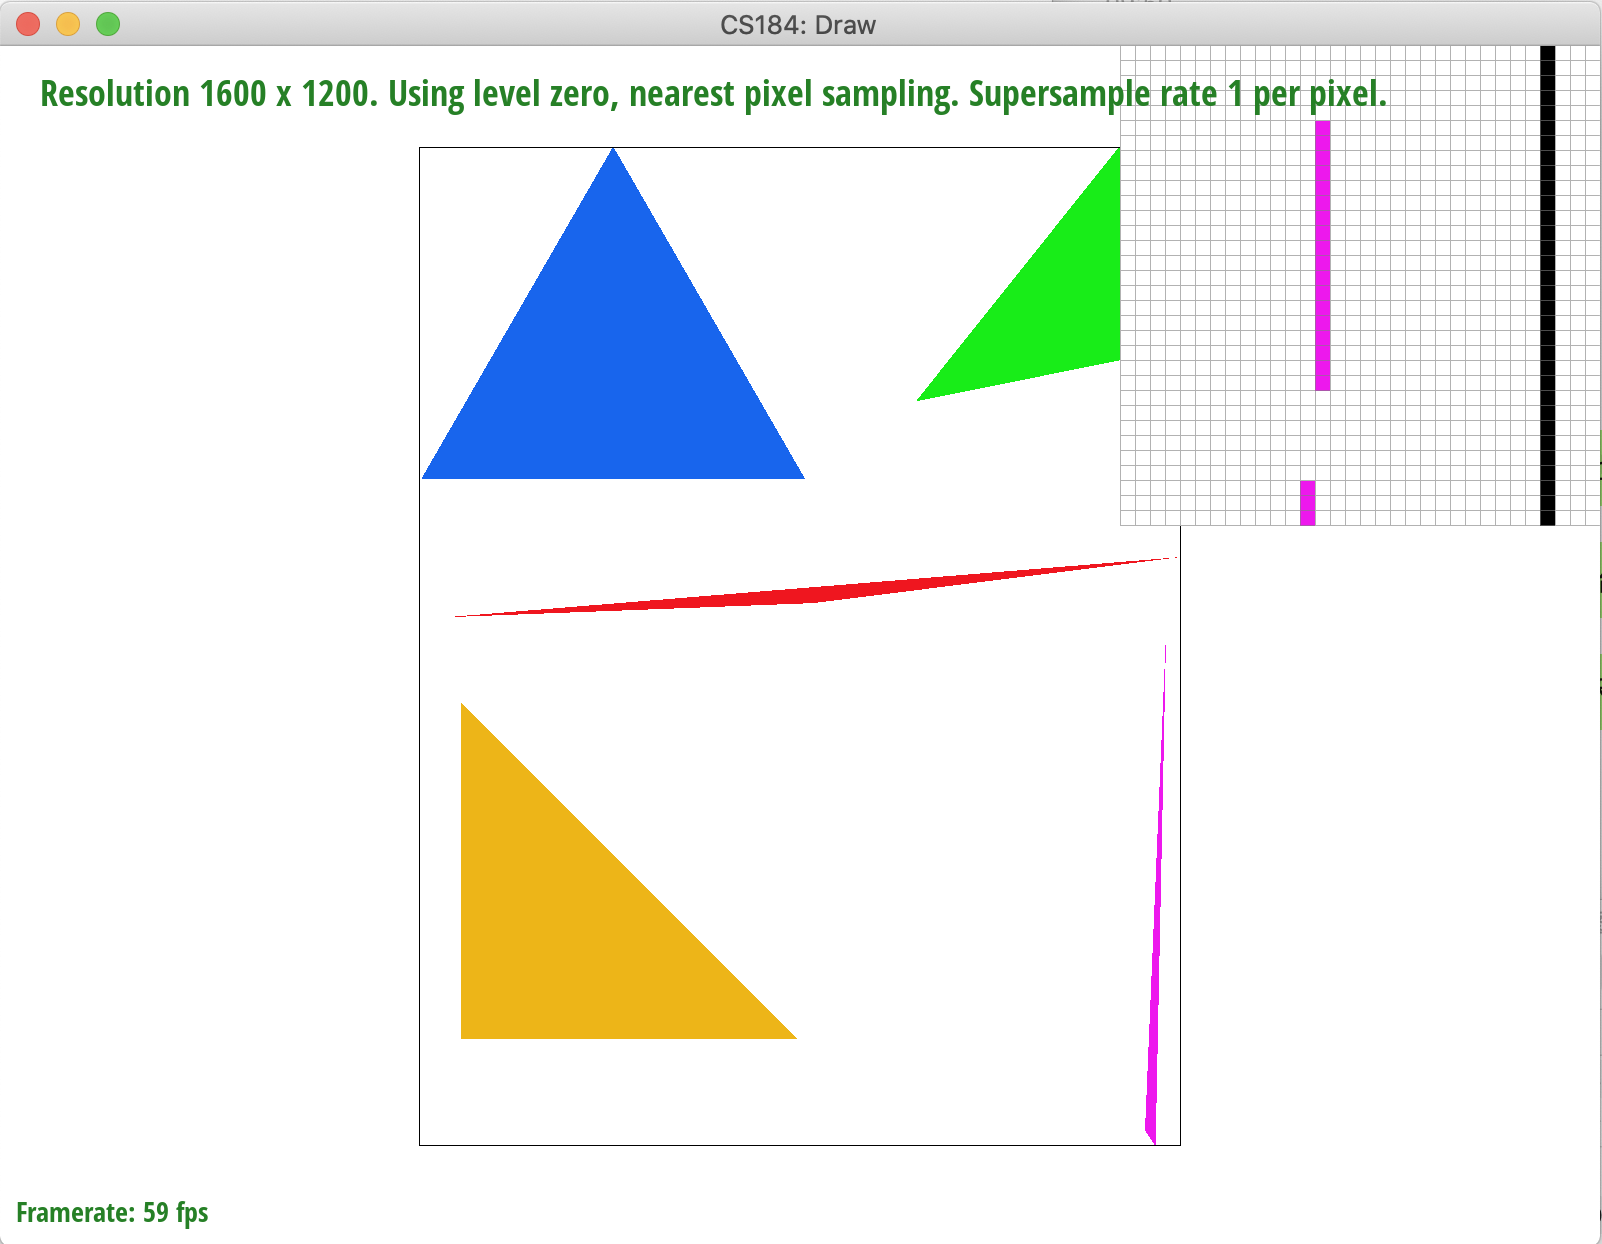 CS184: Draw
Resolution 1600 x 1200. Using level zero, nearest pixel sampling. Supersample rate 1 per pixel.
Framerate: 59 fps